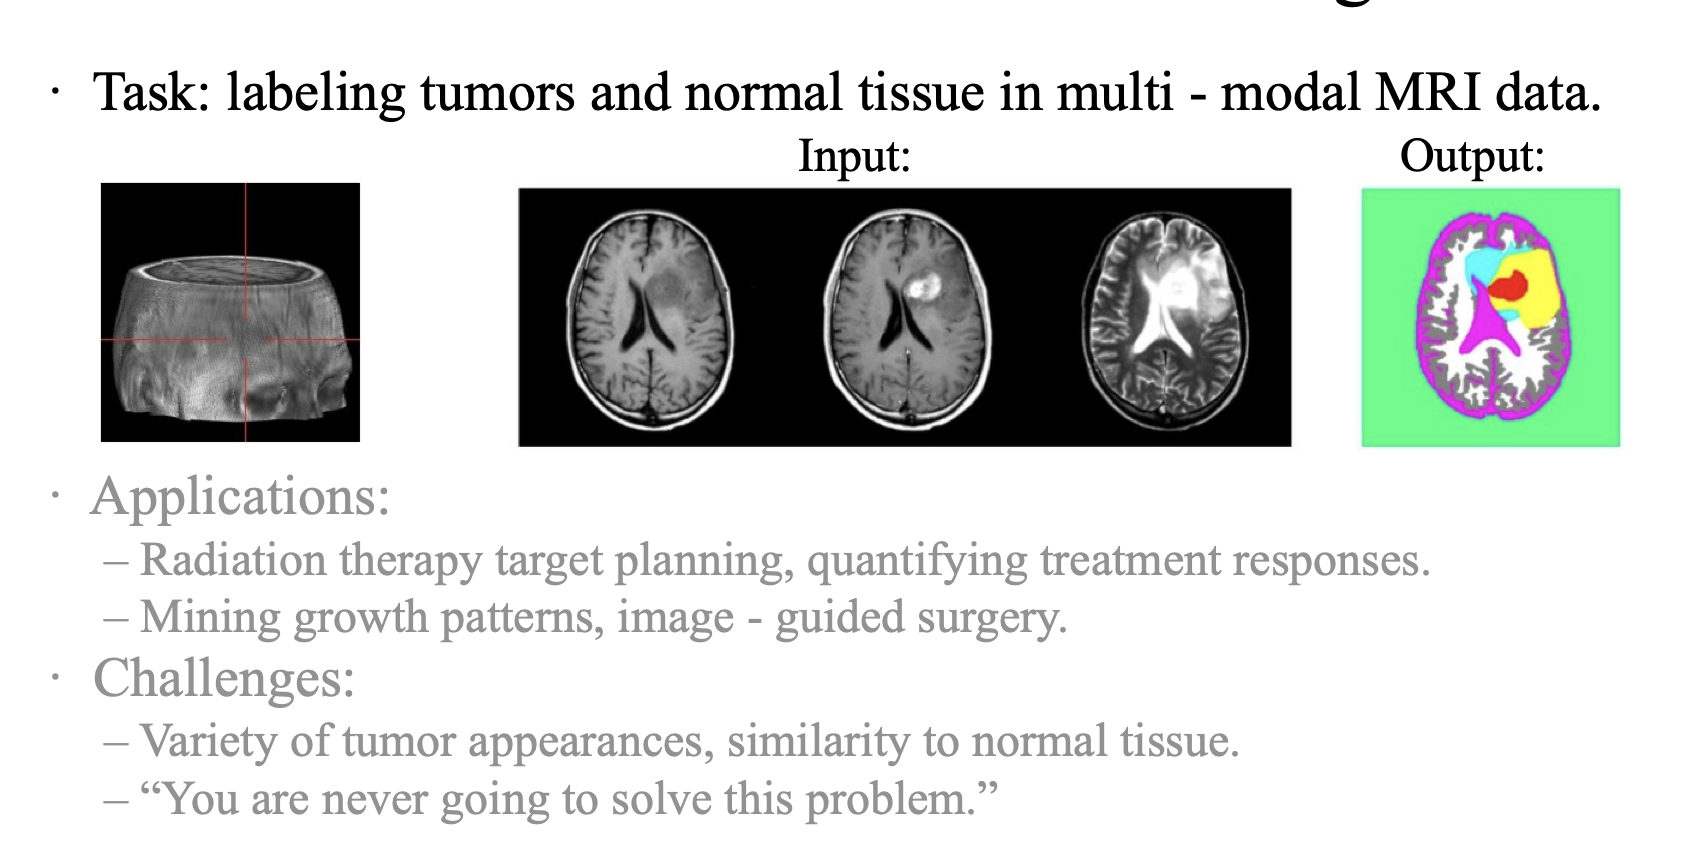 · Task: labeling tumors and normal tissue in multi - modal MRI data.
Input:
Output:
· Applications:
– Radiation therapy target planning, quantifying treatment responses.
– Mining growth patterns, image - guided surgery.
· Challenges:
– Variety of tumor appearances, similarity to normal tissue.
– “You are never going to solve this problem.”